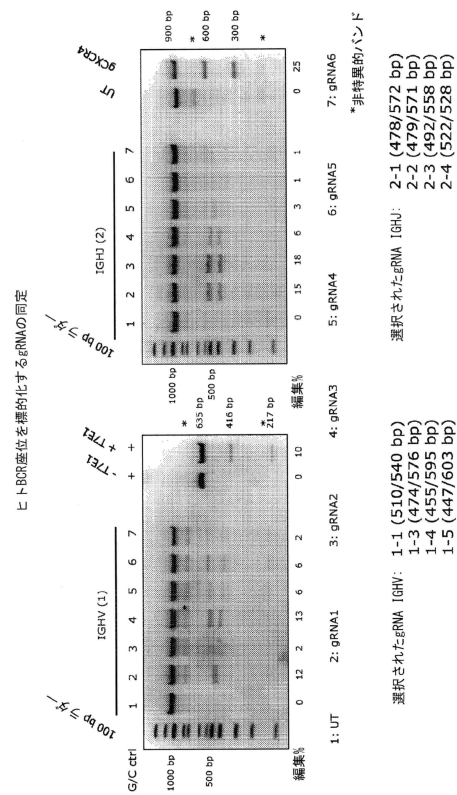 ヒトBCR座位を標的化するgRNAの同定
G/C ctrl
100 bp ラダー
IGHV (1)
1 2 3 4 5 6 7
- T7E1
+ T7E1
+ +
1000 bp
500 bp
*
635 bp
416 bp
*
217 bp
編集% 0 12 2 13 6 6 2 0 10
100 bp ラダー
IGHJ (2)
1 2 3 4 5 6 7
UT
gCXCR4
1000 bp
500 bp
900 bp
*
600 bp
300 bp
*
編集% 0 15 18 6 3 1 1 0 25
1: UT 2: gRNA1 3: gRNA2 4: gRNA3 5: gRNA4 6: gRNA5 7: gRNA6
*非特異的バンド
選択されたgRNA IGHV: 1-1 (510/540 bp)
1-3 (474/576 bp)
1-4 (455/595 bp)
1-5 (447/603 bp)
選択されたgRNA IGHJ: 2-1 (478/572 bp)
2-2 (479/571 bp)
2-3 (492/558 bp)
2-4 (522/528 bp)